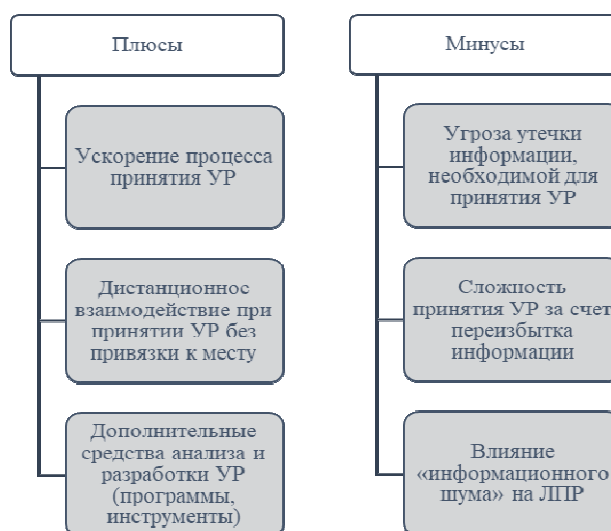 Плюсы
Ускорение процесса
принятия УР
Дистанционное
взаимодействие при
принятии УР без
привязки к месту
Дополнительные
средства анализа и
разработки УР
(программы,
инструменты)
Минусы
Угроза утечки
информации,
необходимой для
принятия УР
Сложность
принятия УР за счет
переизбытка
информации
Влияние
«информационного
шума» на ЛПР